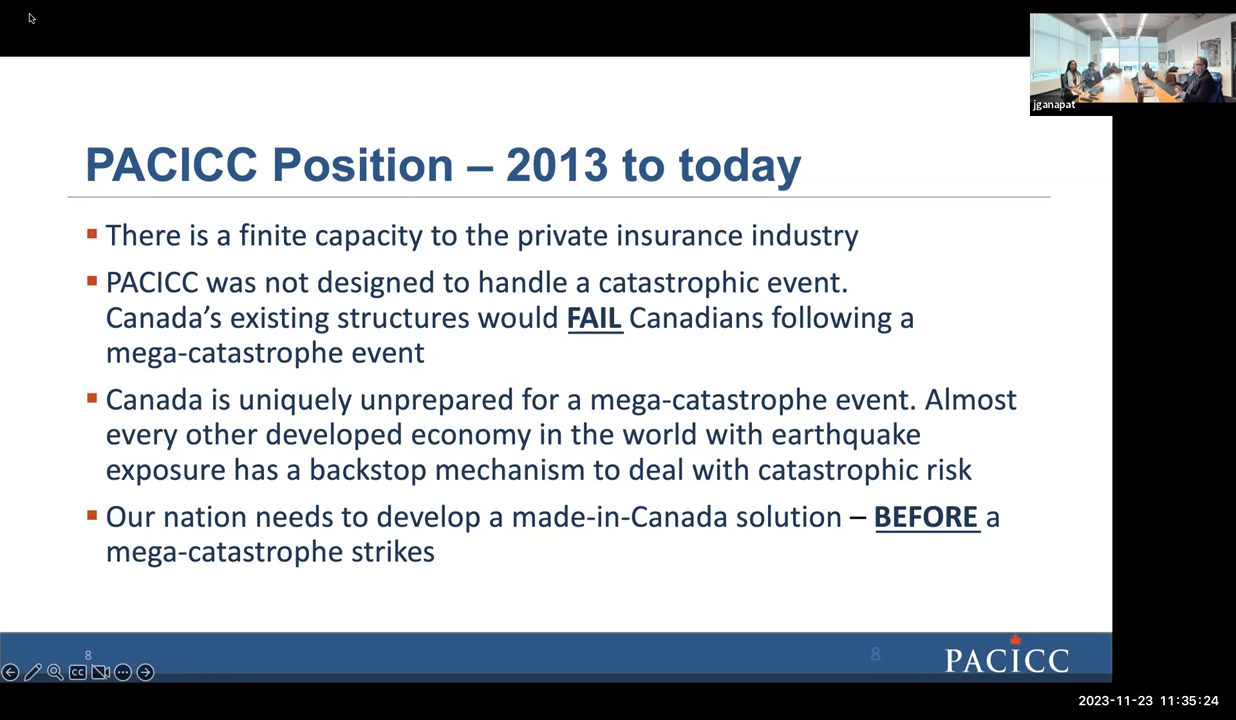 jganapat
PACICC Position – 2013 to today
▪ There is a finite capacity to the private insurance industry
▪ PACICC was not designed to handle a catastrophic event.
Canada’s existing structures would FAIL Canadians following a
mega-catastrophe event
▪ Canada is uniquely unprepared for a mega-catastrophe event. Almost
every other developed economy in the world with earthquake
exposure has a backstop mechanism to deal with catastrophic risk
▪ Our nation needs to develop a made-in-Canada solution – BEFORE a
mega-catastrophe strikes
8
8
PACICC
CC
2023-11-23 11:35:24